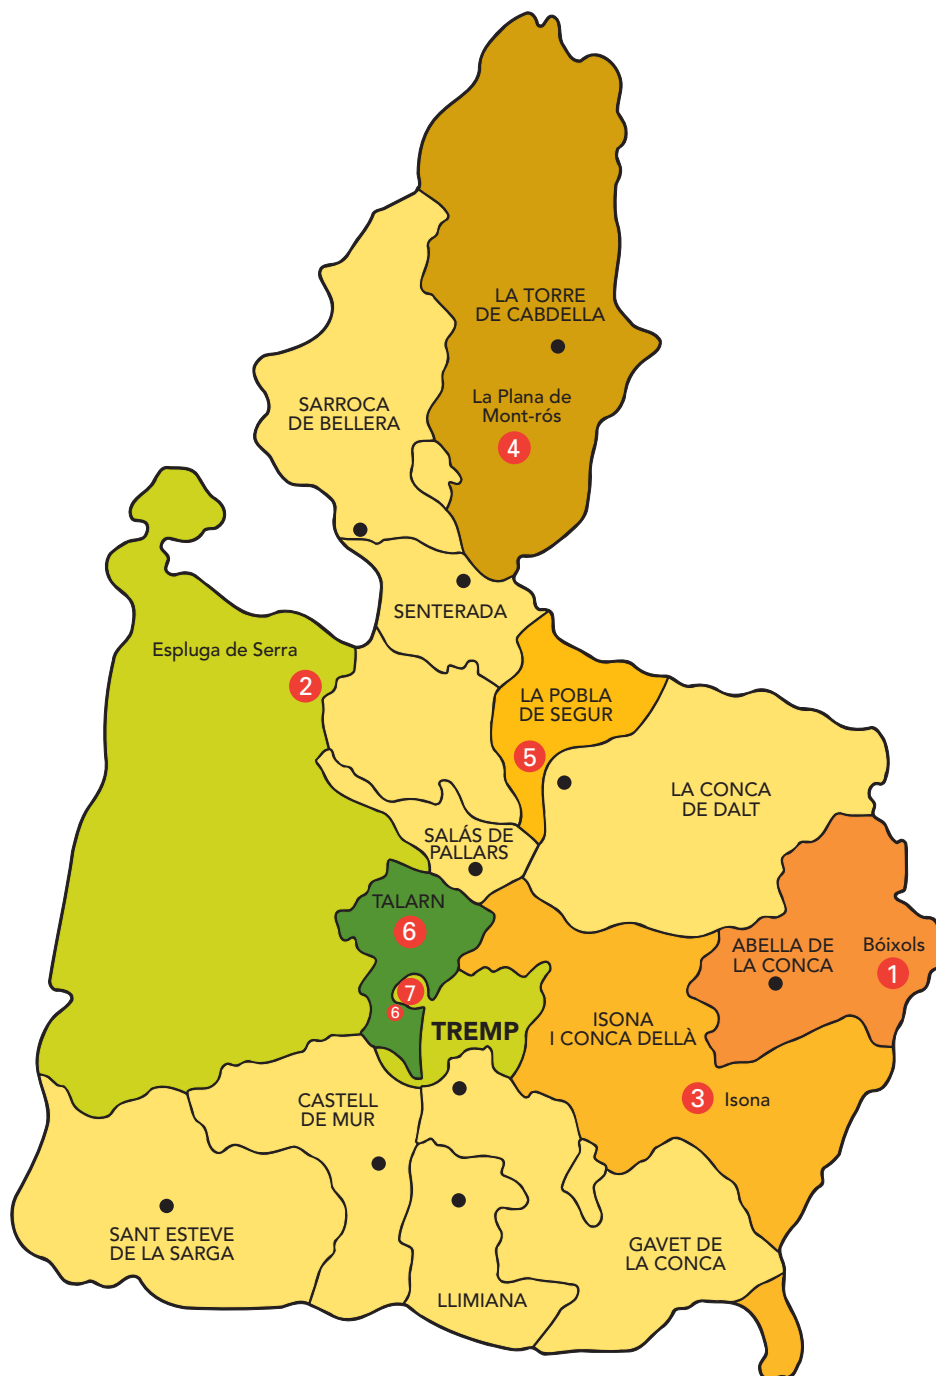 LA TORRE
DE CABDELLA
La Plana de
Mont-rós
4
SARROCA
DE BELLERA
SENTERADA
Espluga de Serra
2
LA POBLA
DE SEGUR
5
LA CONCA
DE DALT
SALÁS DE
PALLARS
TALARN
6
ABELLA DE
LA CONCA
Bóixols
1
7
6
TREMP
ISONA
I CONCA DELLÀ
3 Isona
CASTELL
DE MUR
SANT ESTEVE
DE LA SARGA
GAVET DE
LA CONCA
LLIMIANA